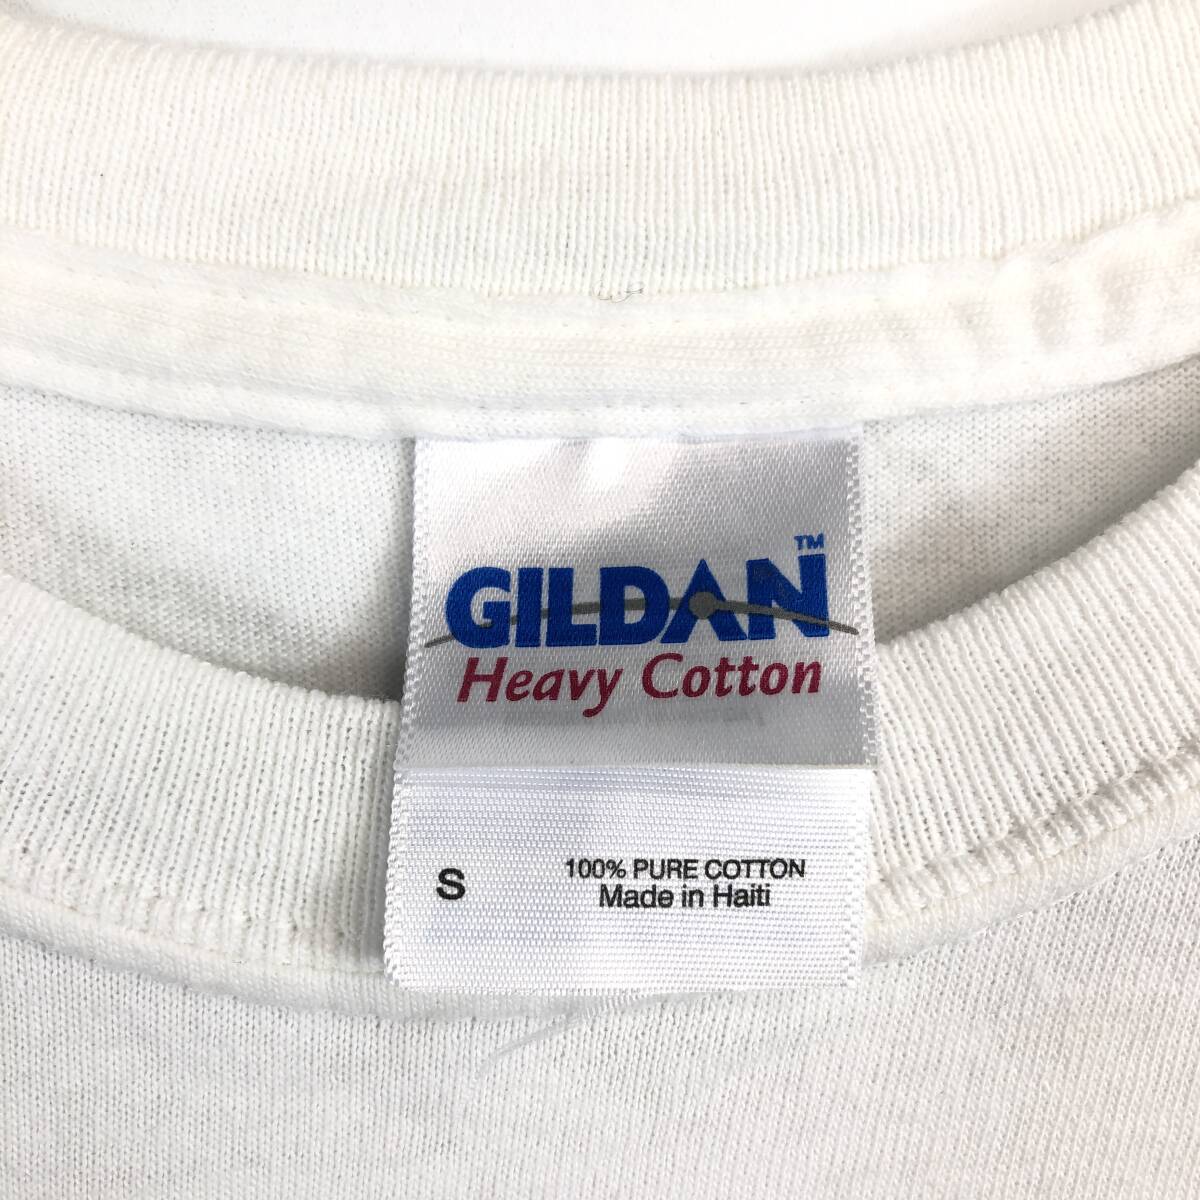 GILDAN™
Heavy Cotton
S
100% PURE COTTON
Made in Haiti